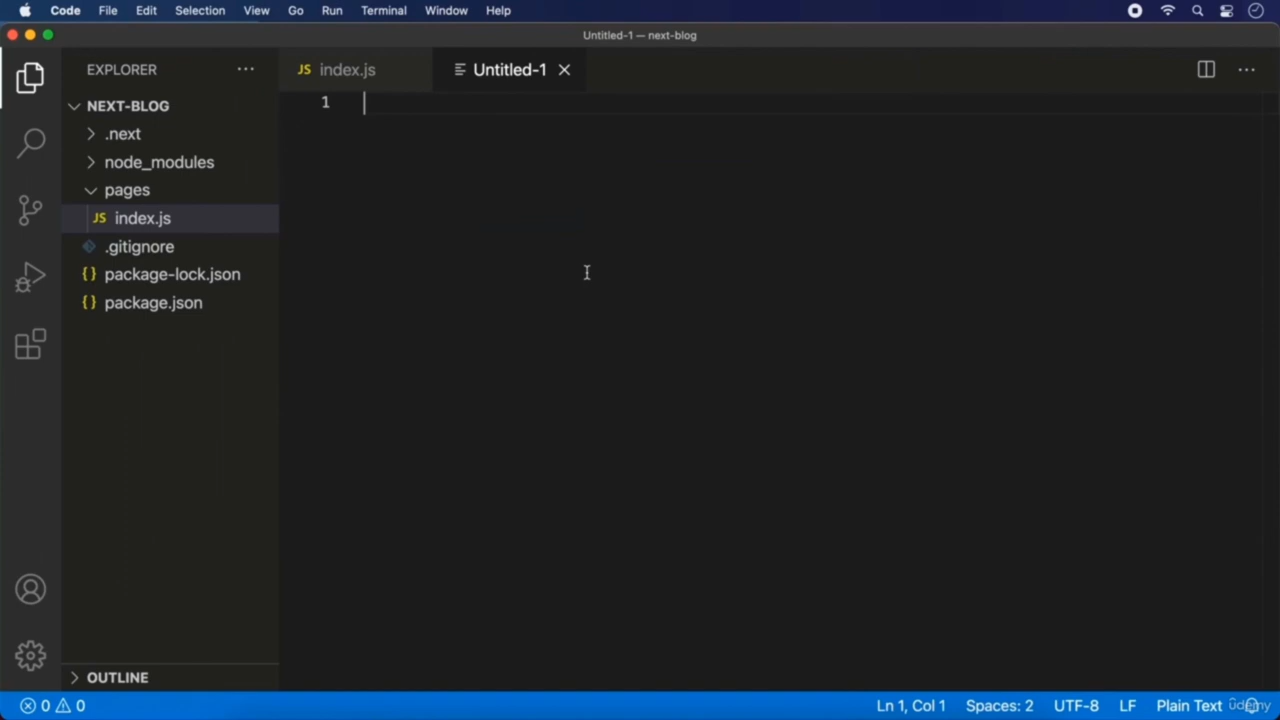 Code File Edit Selection View Go Run Terminal Window Help
Untitled-1 — next-blog
EXPLORER
JS index.js
Untitled-1
NEXT-BLOG
1
.next
node_modules
pages
JS index.js
.gitignore
{} package-lock.json
{} package.json
OUTLINE
0 0 Ln 1, Col 1 Spaces: 2 UTF-8 LF Plain Text
ûdemy